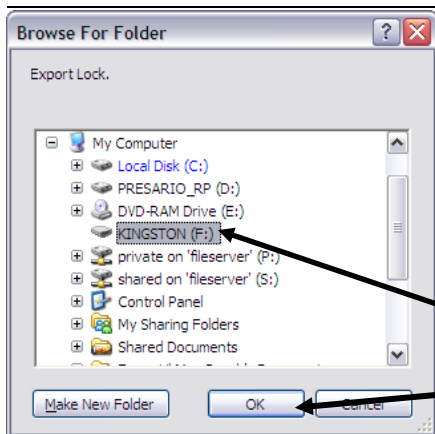 Browse For Folder
Export Lock.
My Computer
Local Disk (C:)
PRESARIO_RP (D:)
DVD-RAM Drive (E:)
KINGSTON (F:)
private on 'fileserver' (P:)
shared on 'fileserver' (S:)
Control Panel
My Sharing Folders
Shared Documents
Make New Folder OK Cancel